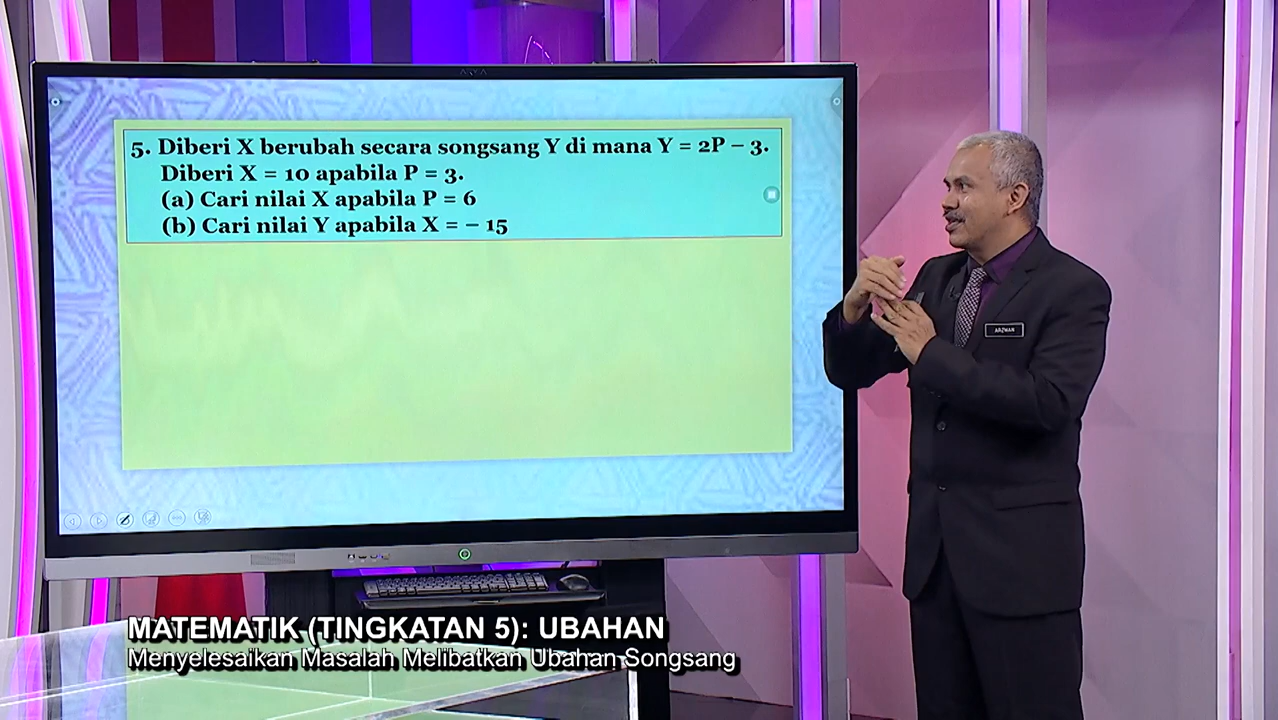 5. Diberi X berubah secara songsang Y di mana Y = 2P – 3.
Diberi X = 10 apabila P = 3.
(a) Cari nilai X apabila P = 6
(b) Cari nilai Y apabila X = – 15
ARZMAN
MATEMATIK (TINGKATAN 5): UBAHAN
Menyelesaikan Masalah Melibatkan Ubahan Songsang